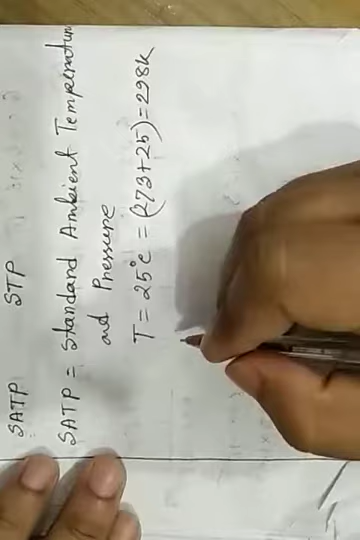 SATP STP
SATP = Standard Ambient Temperature
and Pressure
T = 25°C = (273+25) = 298K